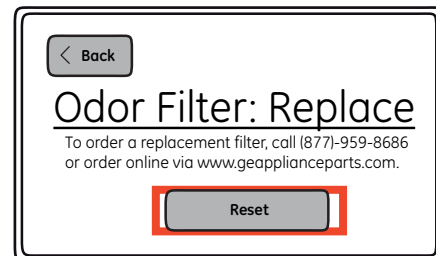 Back
Odor Filter: Replace
To order a replacement filter, call (877)-959-8686
or order online via www.geapplianceparts.com.
Reset